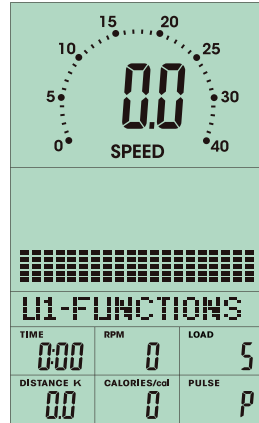 15 20
10 25
5 0.0 30
0 SPEED 40
U1-FUNCTIONS
TIME RPM LOAD
0:00 0 5
DISTANCE K CALORIES/cal PULSE
0.0 0 P